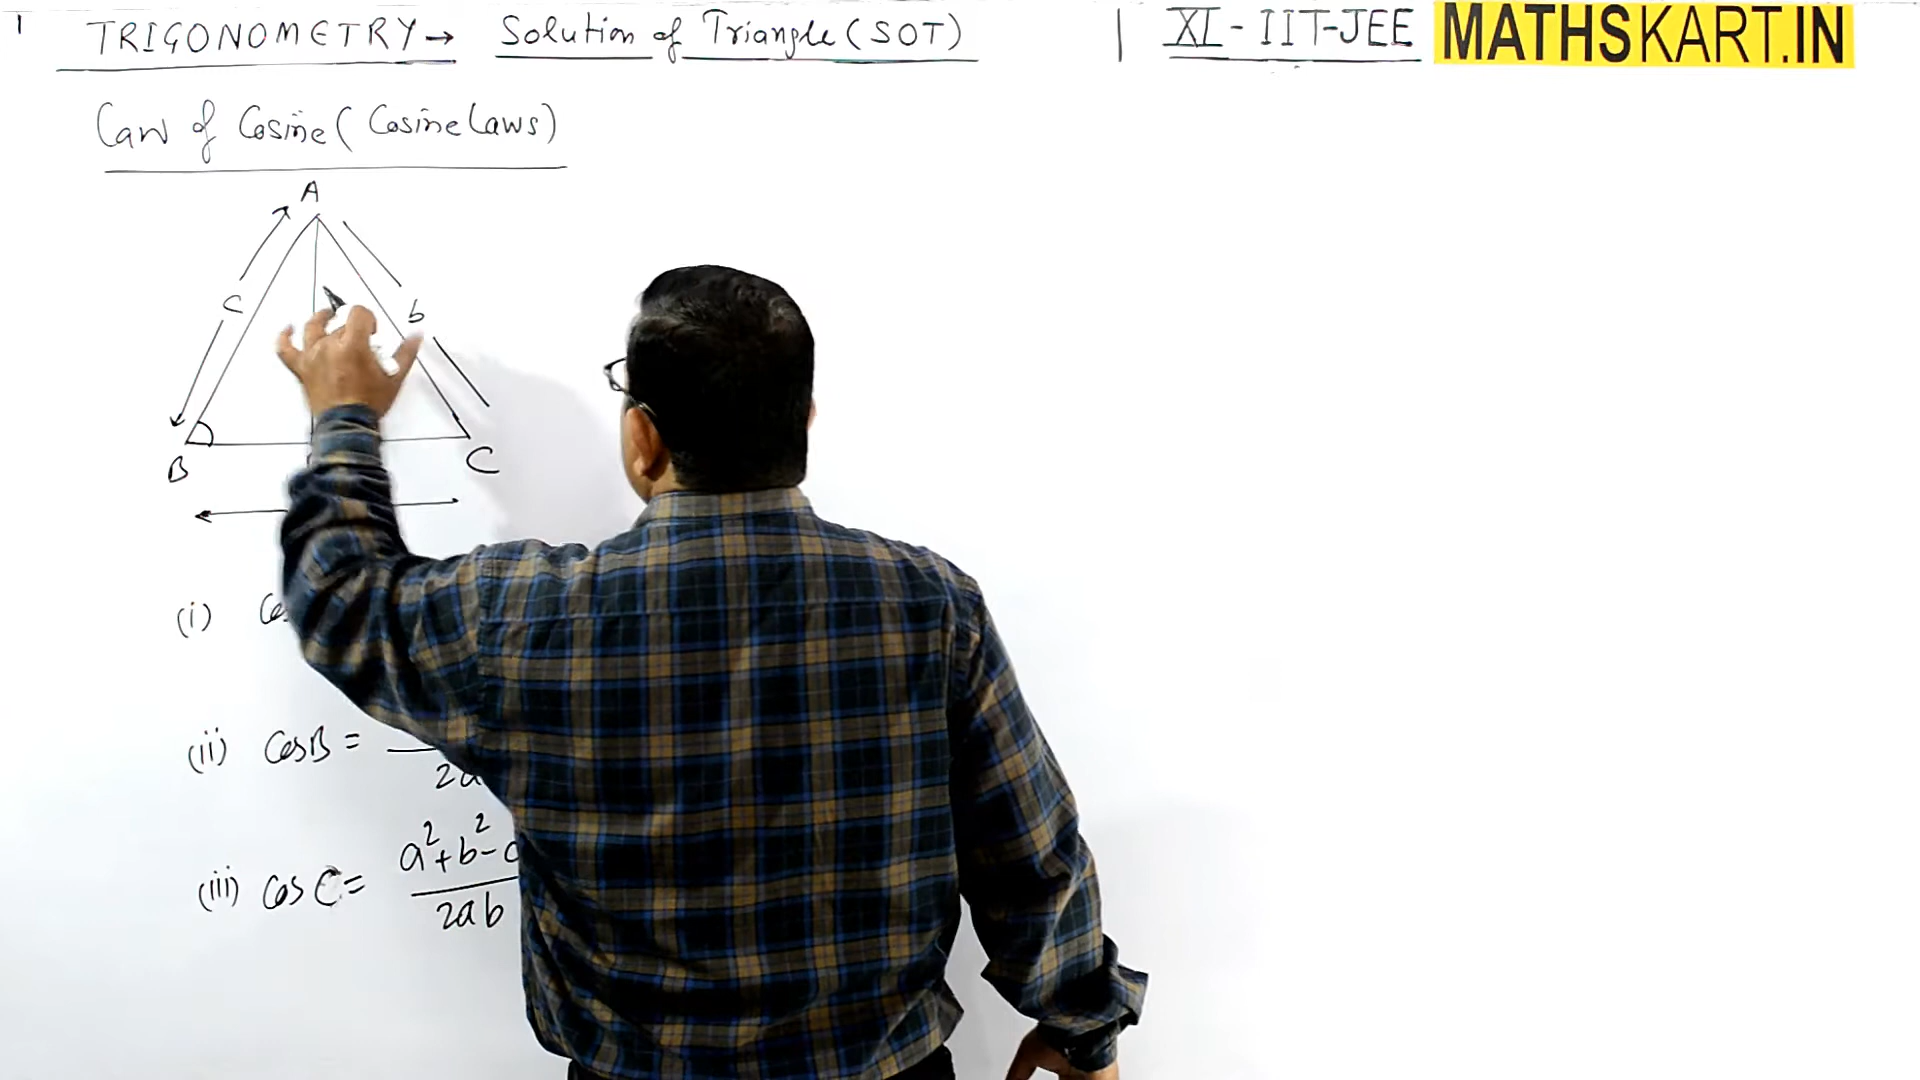 1 TRIGONOMETRY → Solution of Triangle (SOT) | XI - IIT-JEE MATHSKART.IN
Law of Cosine (Cosine Laws)
A
c b
B C
(i)
(ii) CosB =
2a
a²+b²-
(iii) Cos C =
2ab